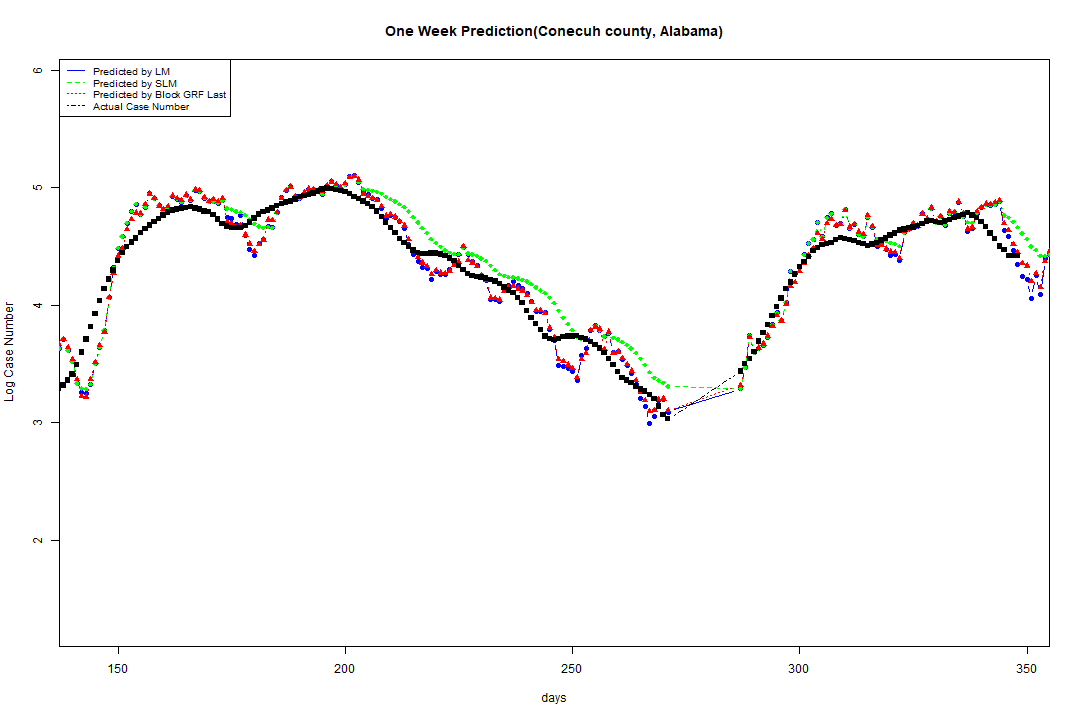 One Week Prediction(Conecuh county, Alabama)
Predicted by LM
Predicted by SLM
Predicted by Block GRF Last
Actual Case Number
6
5
4
3
2
Log Case Number
150 200 250 300 350
days